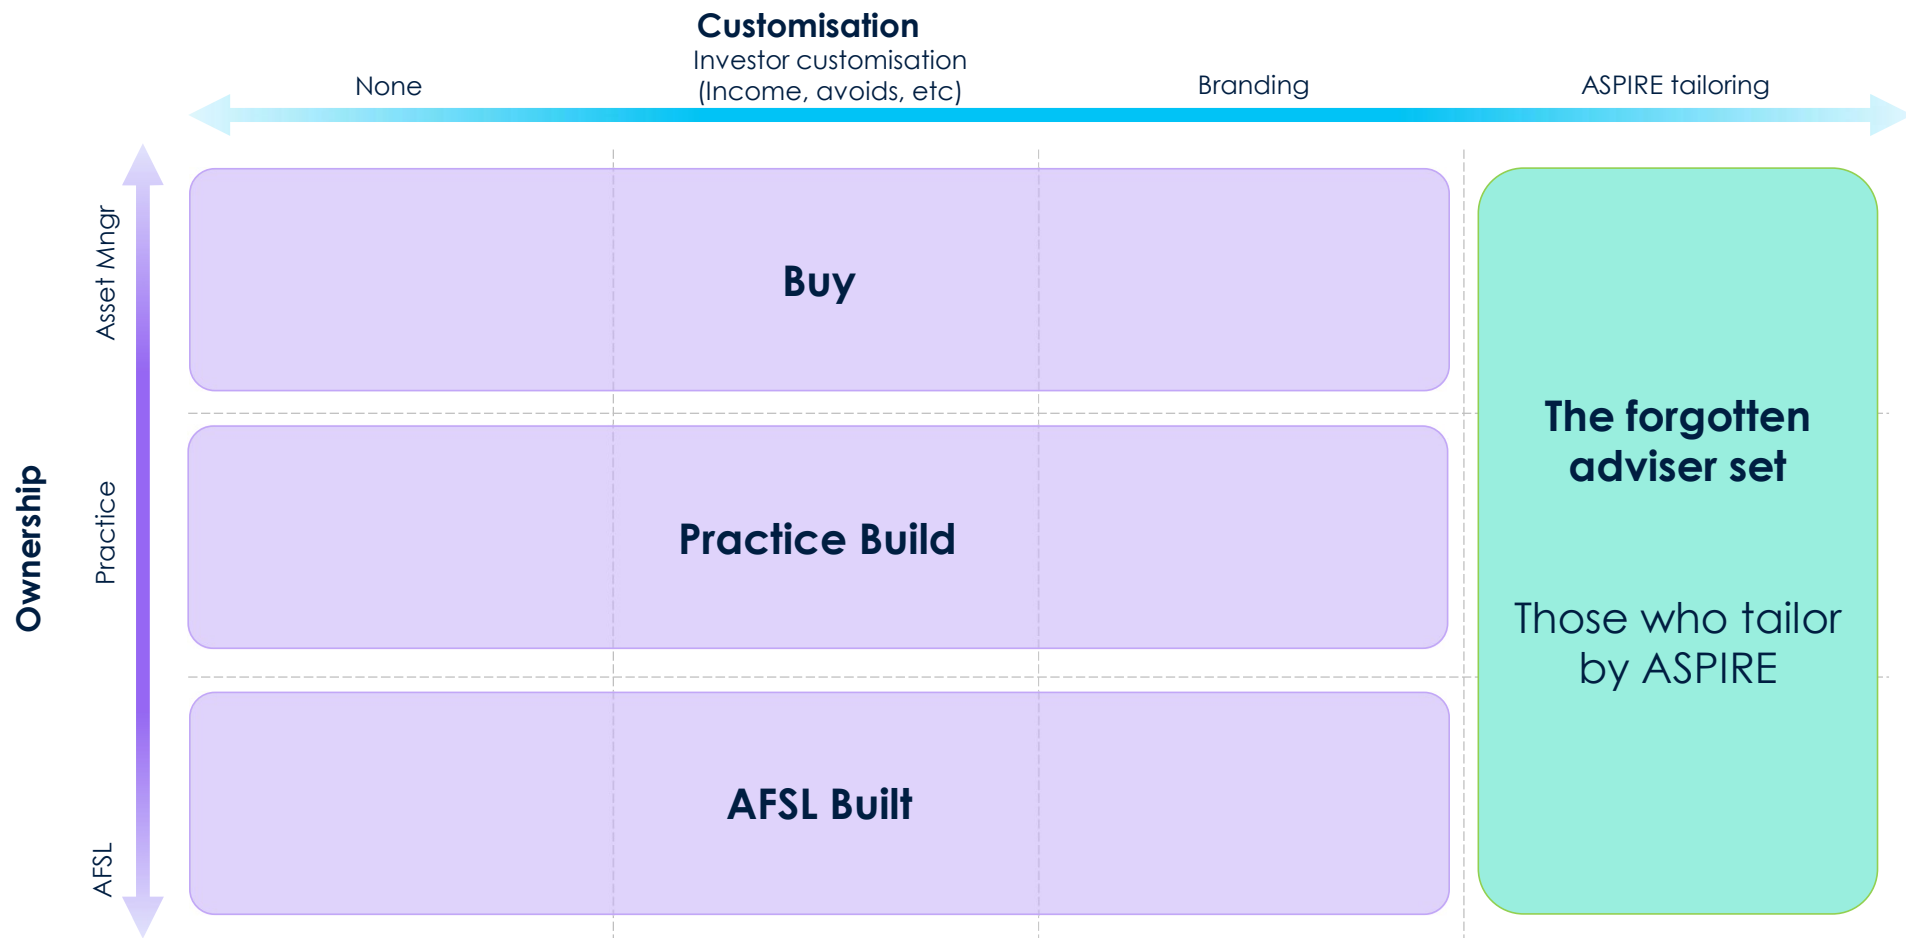 Customisation
Investor customisation
(Income, avoids, etc)
None
Branding
ASPIRE tailoring
Ownership
Asset Mngr
Practice
AFSL
Buy
Practice Build
AFSL Built
The forgotten
adviser set
Those who tailor
by ASPIRE